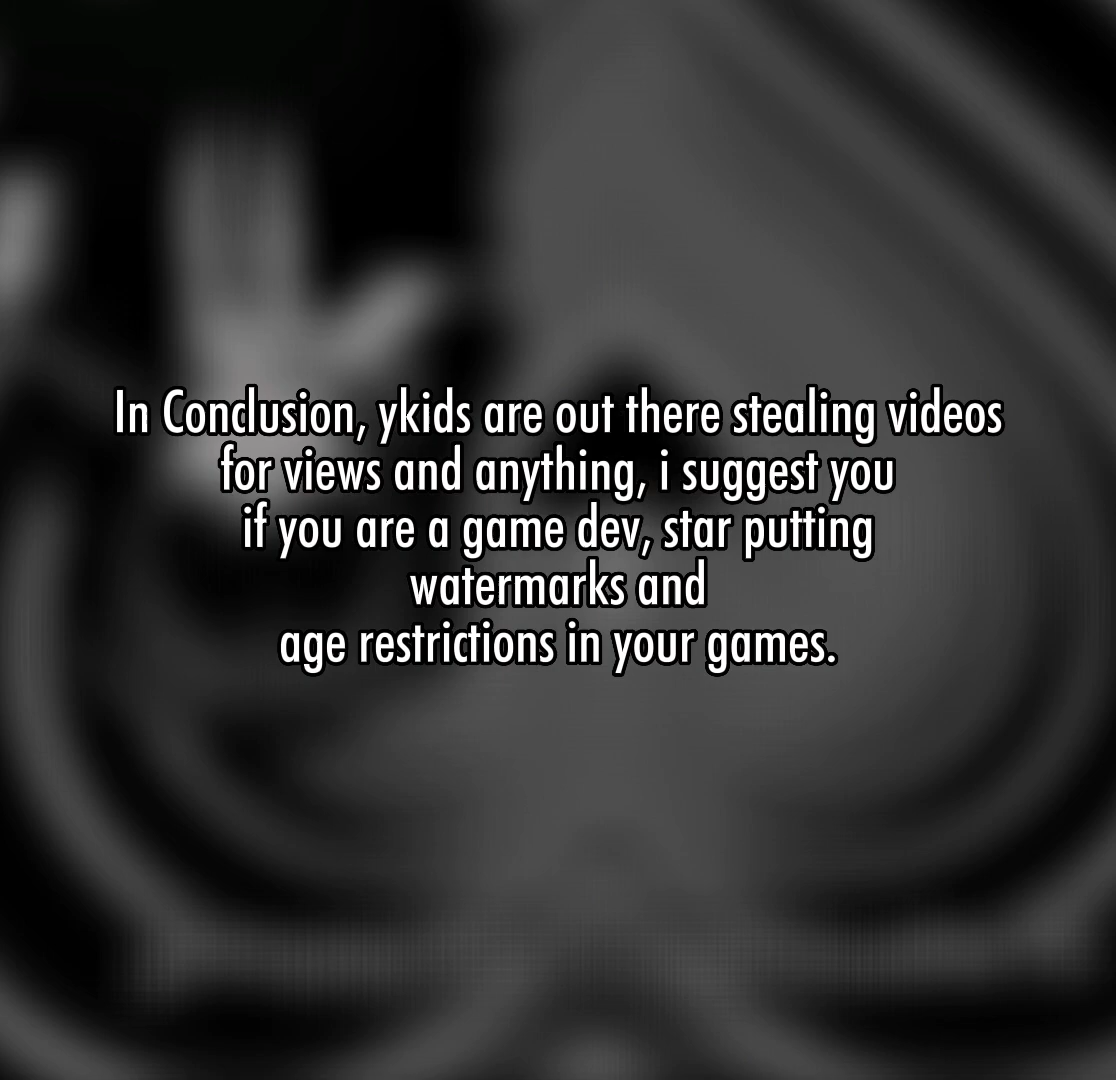 In Conclusion, ykids are out there stealing videos
for views and anything, i suggest you
if you are a game dev, star putting
watermarks and
age restrictions in your games.